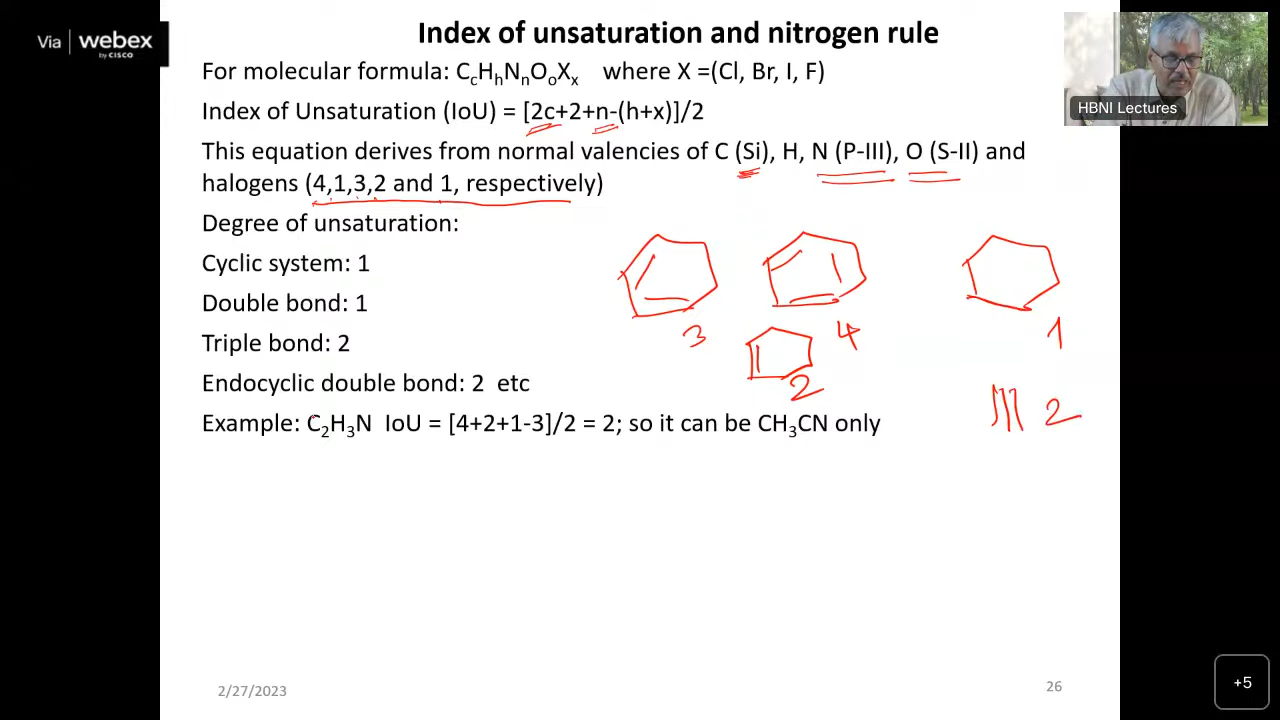 Via webex
by CISCO
Index of unsaturation and nitrogen rule
For molecular formula: CcHhNnOoXx where X =(Cl, Br, I, F)
Index of Unsaturation (IoU) = [2c+2+n-(h+x)]/2
This equation derives from normal valencies of C (Si), H, N (P-III), O (S-II) and
halogens (4,1,3,2 and 1, respectively)
Degree of unsaturation:
Cyclic system: 1
Double bond: 1
Triple bond: 2
Endocyclic double bond: 2 etc
Example: C2H3N IoU = [4+2+1-3]/2 = 2; so it can be CH3CN only
3
4
1
2
2
HBNI Lectures
2/27/2023
26
+5